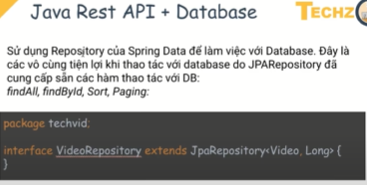 Java Rest API + Database
TECHZ
Sử dụng Repository của Spring Data để làm việc với Database. Đây là
các vô cùng tiện lợi khi thao tác với database do JPARepository đã
cung cấp sẵn các hàm thao tác với DB:
findAll, findById, Sort, Paging:
package techvid;
interface VideoRepository extends JpaRepository<Video, Long> {
}